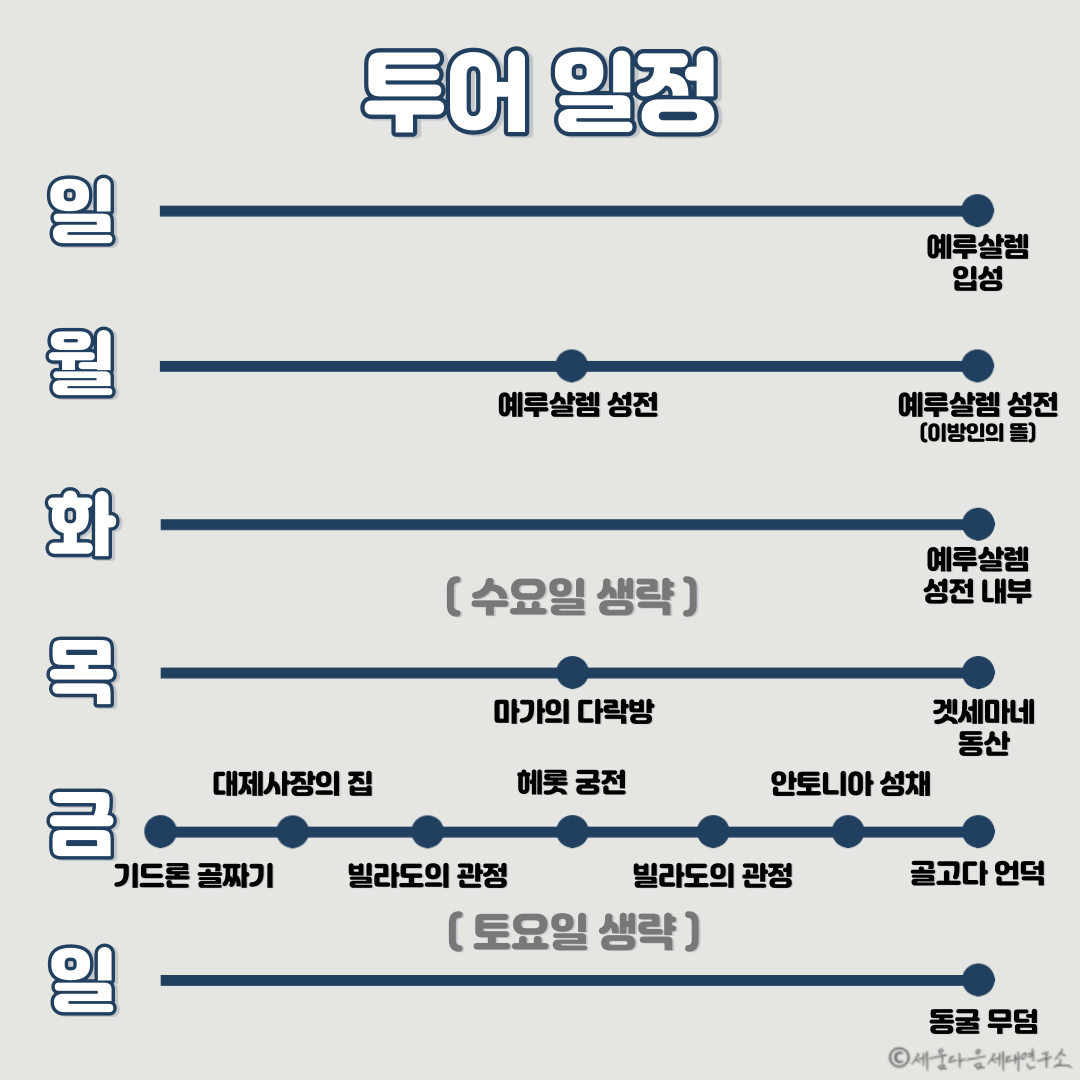 투어 일정
일
예루살렘
입성
월
예루살렘 성전
예루살렘 성전
(이방인의 뜰)
화
예루살렘
성전 내부
( 수요일 생략 )
목
마가의 다락방
겟세마네
동산
금
대제사장의 집
헤롯 궁전
안토니아 성채
기드론 골짜기
빌라도의 관정
빌라도의 관정
골고다 언덕
( 토요일 생략 )
일
동굴 무덤
©세움다음세대연구소